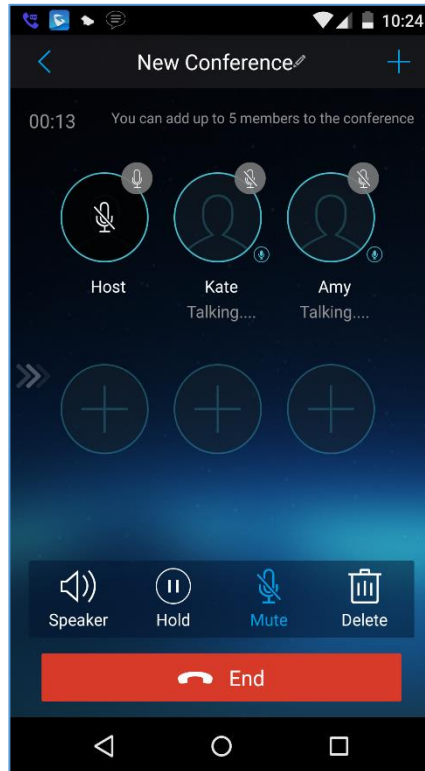 10:24
New Conference
00:13 You can add up to 5 members to the conference
Host Kate Amy
Talking.... Talking....
Speaker Hold Mute Delete
End